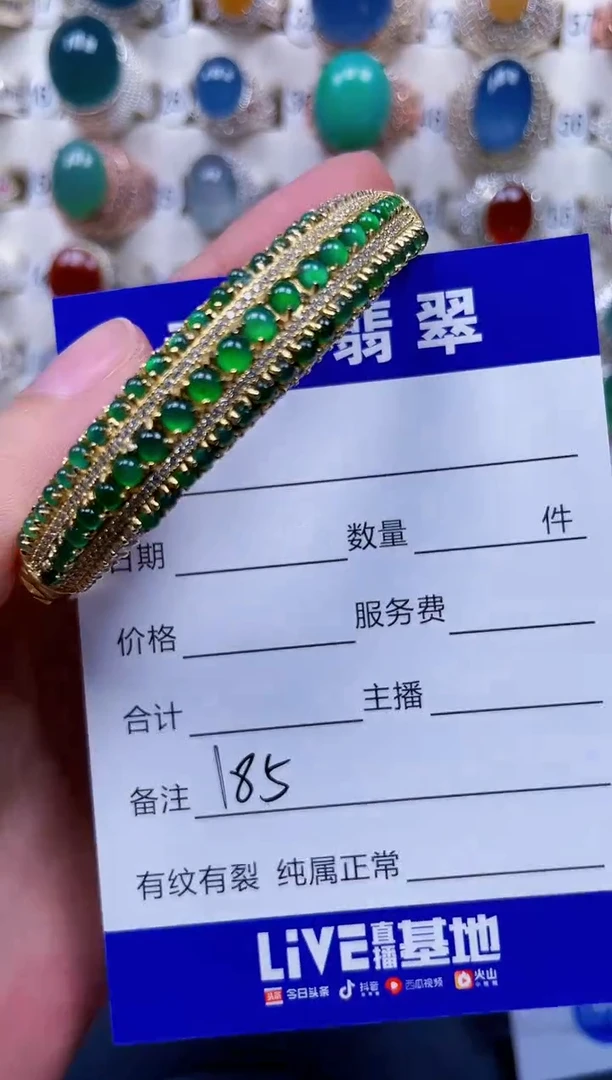 翡翠
日期 数量 件
价格 服务费
合计 主播
备注 185
有纹有裂 纯属正常
LiVE直播基地
头条 今日头条 抖音 西瓜视频 火山